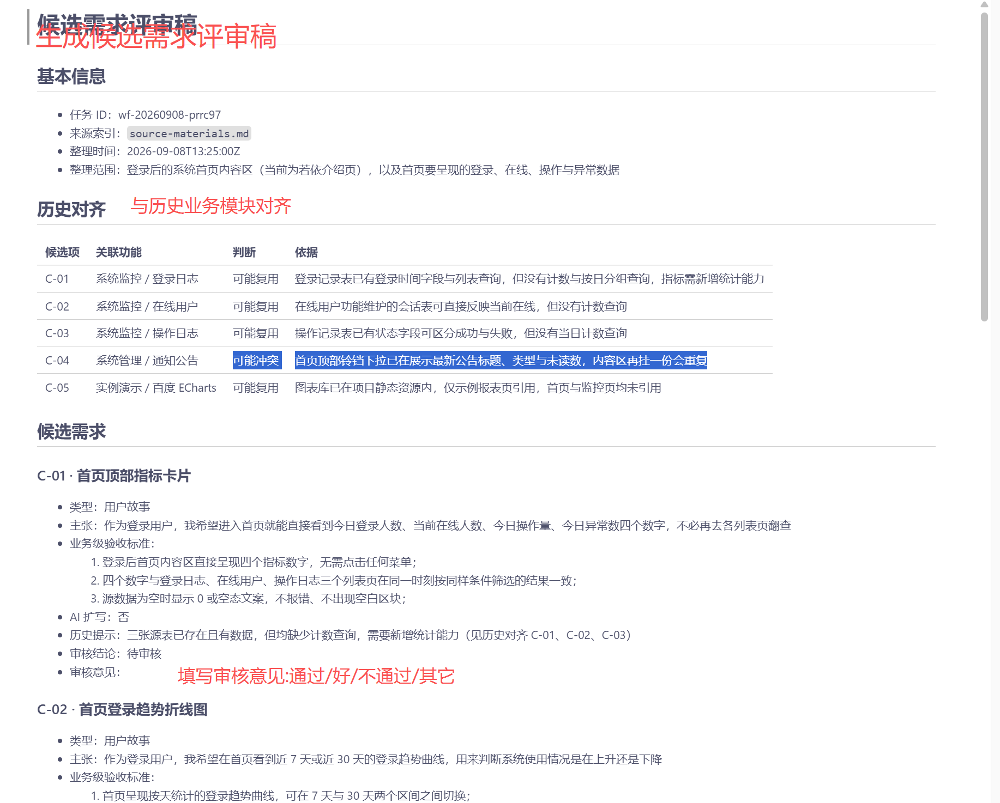 候选需求评审稿
生成候选需求评审稿
基本信息
任务 ID：wf-20260908-prrc97
来源索引：source-materials.md
整理时间：2026-09-08T13:25:00Z
整理范围：登录后的系统首页内容区（当前为若依介绍页），以及首页要呈现的登录、在线、操作与异常数据
历史对齐 与历史业务模块对齐
候选项 关联功能 判断 依据
C-01 系统监控 / 登录日志 可能复用 登录记录表已有登录时间字段与列表查询，但没有计数与按日分组查询，指标需新增统计能力
C-02 系统监控 / 在线用户 可能复用 在线用户功能维护的会话表可直接反映当前在线，但没有计数查询
C-03 系统监控 / 操作日志 可能复用 操作记录表已有状态字段可区分成功与失败，但没有当日计数查询
C-04 系统管理 / 通知公告 可能冲突 首页顶部铃铛下拉已在展示最新公告标题、类型与未读数，内容区再挂一份会重复
C-05 实例演示 / 百度 ECharts 可能复用 图表库已在项目静态资源内，仅示例报表页引用，首页与监控页均未引用
候选需求
C-01 · 首页顶部指标卡片
类型：用户故事
主张：作为登录用户，我希望进入首页就能直接看到今日登录人数、当前在线人数、今日操作量、今日异常数四个数字，不必再去各列表页翻查
业务级验收标准：
1. 登录后首页内容区直接呈现四个指标数字，无需点击任何菜单；
2. 四个数字与登录日志、在线用户、操作日志三个列表页在同一时刻按同样条件筛选的结果一致；
3. 源数据为空时显示 0 或空态文案，不报错、不出现空白区块；
AI 扩写：否
历史提示：三张源表已存在且有数据，但均缺少计数查询，需要新增统计能力（见历史对齐 C-01、C-02、C-03）
审核结论：待审核
审核意见： 填写审核意见:通过/好/不通过/其它
C-02 · 首页登录趋势折线图
类型：用户故事
主张：作为登录用户，我希望在首页看到近 7 天或近 30 天的登录趋势曲线，用来判断系统使用情况是在上升还是下降
业务级验收标准：
1. 首页呈现按天统计的登录趋势曲线，可在 7 天与 30 天两个区间之间切换；